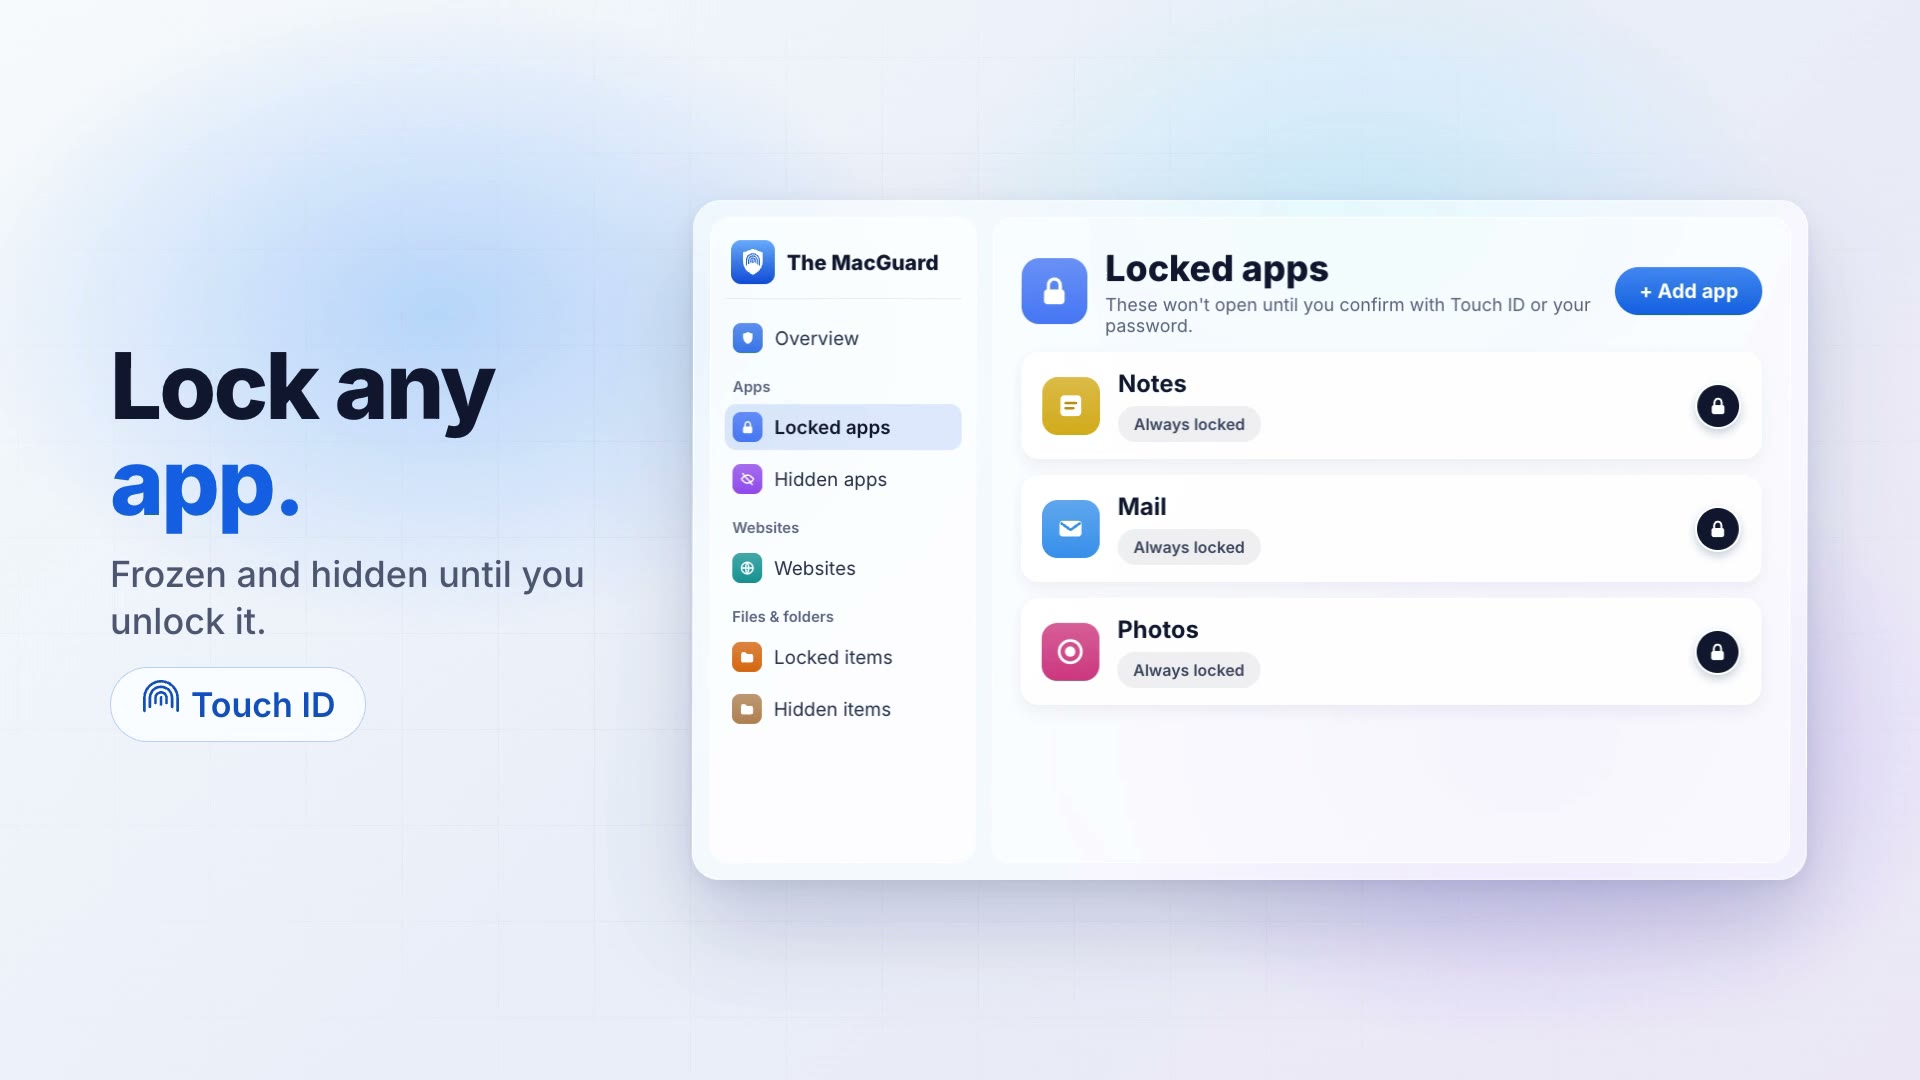 Lock any
app.
Frozen and hidden until you
unlock it.
Touch ID
The MacGuard
Overview
Apps
Locked apps
Hidden apps
Websites
Websites
Files & folders
Locked items
Hidden items
Locked apps
These won't open until you confirm with Touch ID or your
password.
+ Add app
Notes
Always locked
Mail
Always locked
Photos
Always locked